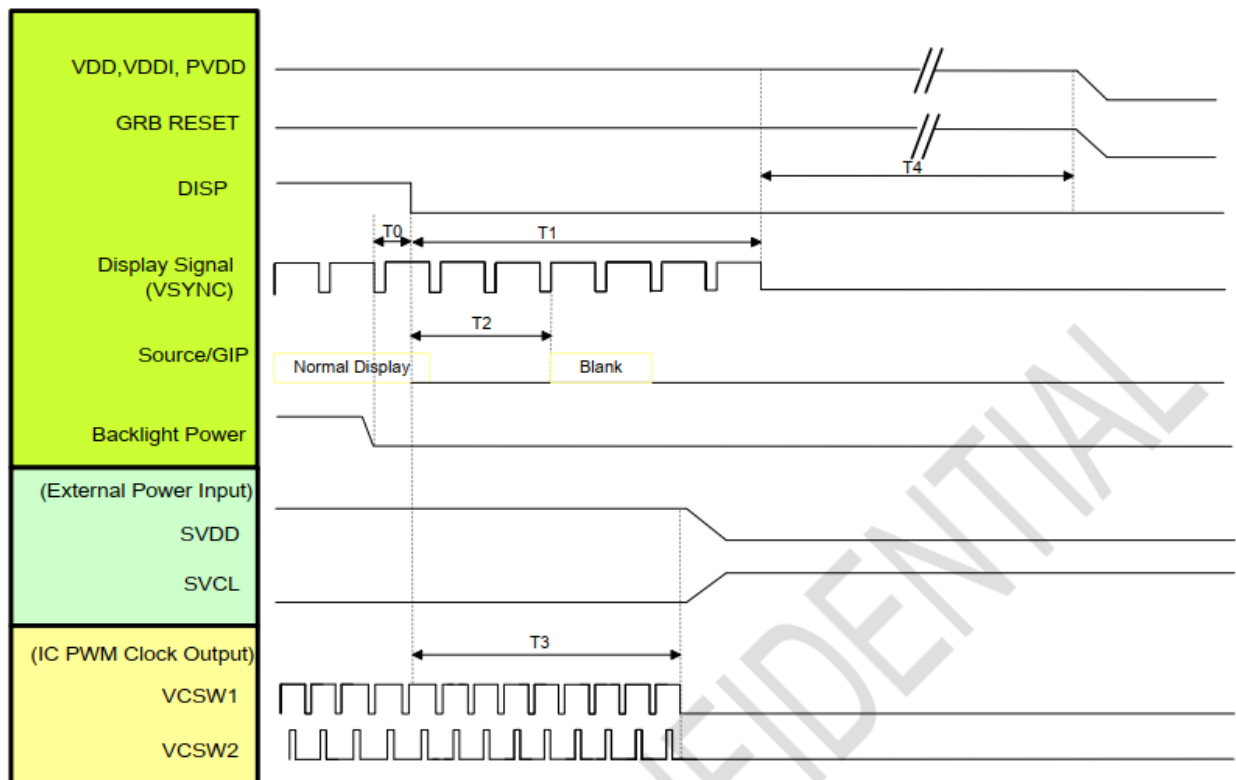 VDD,VDDI, PVDD
GRB RESET
T4
DISP
T0
T1
Display Signal
(VSYNC)
T2
Source/GIP
Normal Display
Blank
Backlight Power
(External Power Input)
SVDD
SVCL
T3
(IC PWM Clock Output)
VCSW1
VCSW2
NFIDENTIAL